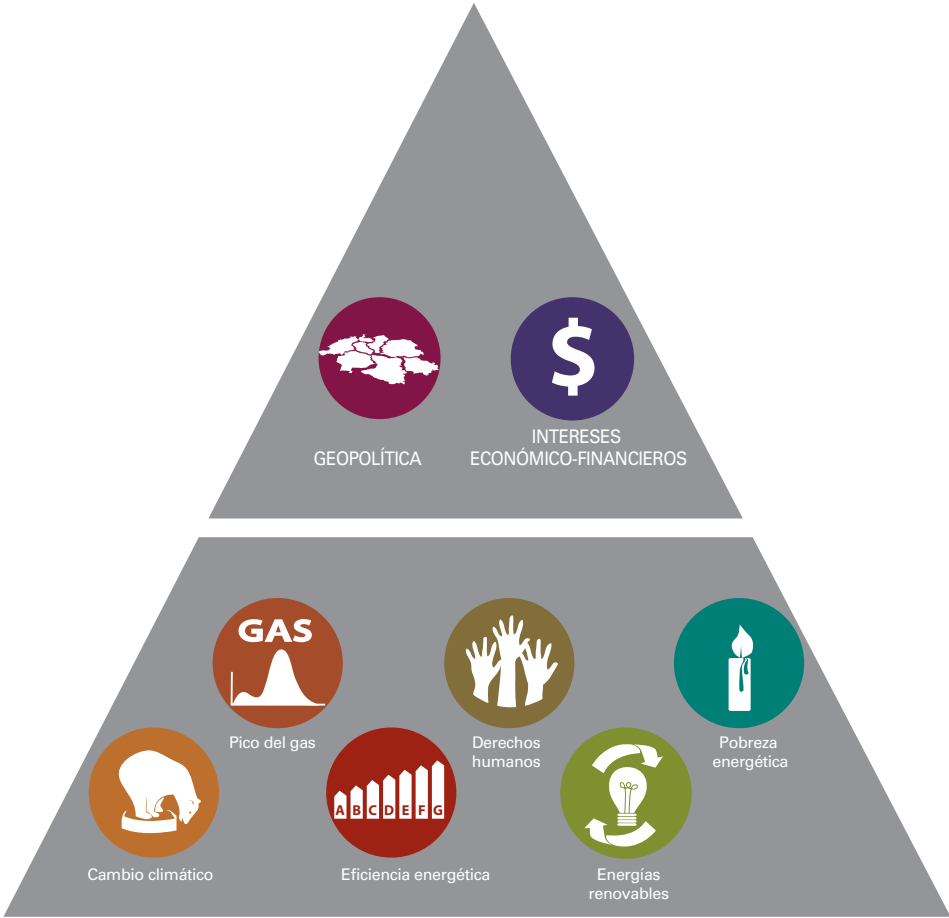 $
GEOPOLÍTICA
INTERESES
ECONÓMICO-FINANCIEROS
GAS
Pico del gas
Derechos
humanos
Pobreza
energética
A B C D E F G
Cambio climático
Eficiencia energética
Energías
renovables